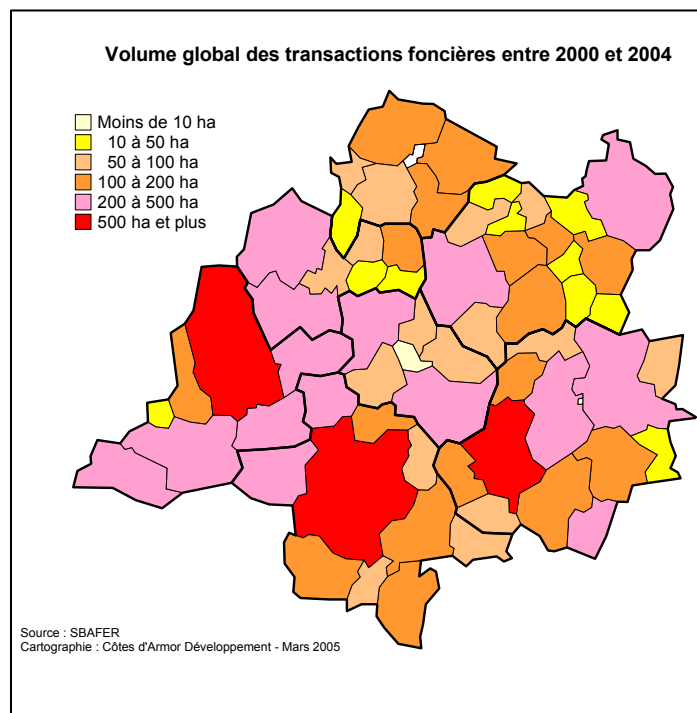 Volume global des transactions foncières entre 2000 et 2004
Moins de 10 ha
10 à 50 ha
50 à 100 ha
100 à 200 ha
200 à 500 ha
500 ha et plus
Source : SBAFER
Cartographie : Côtes d'Armor Développement - Mars 2005